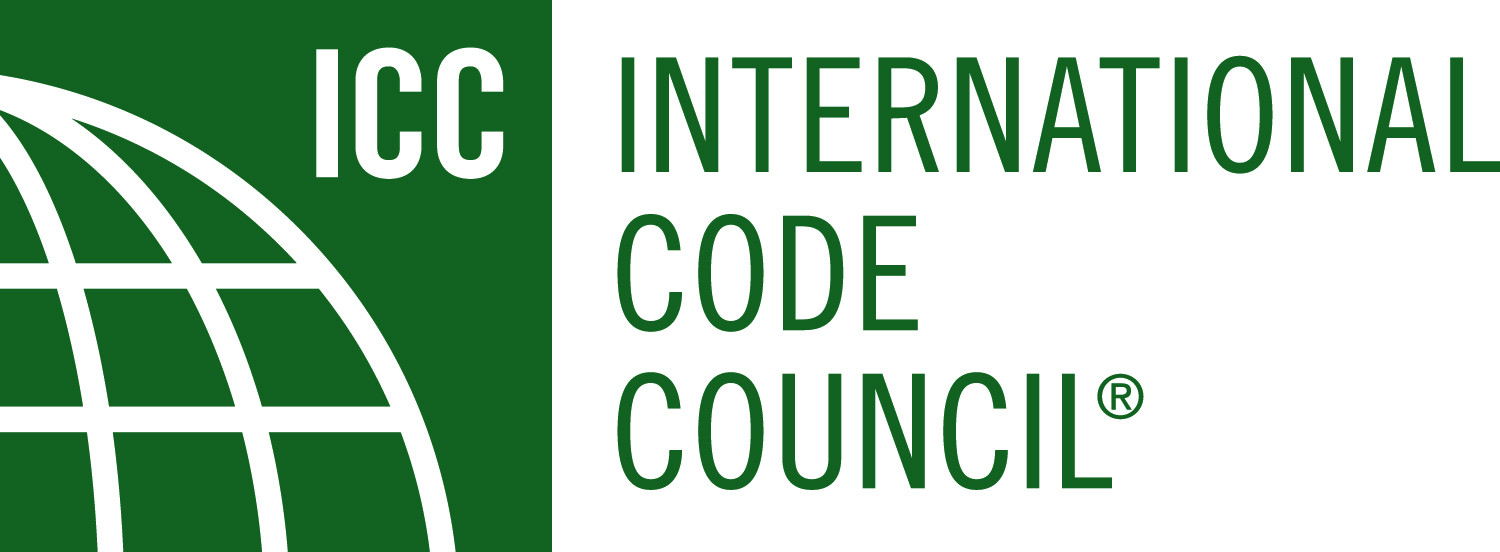 ICC
INTERNATIONAL
CODE
COUNCIL®